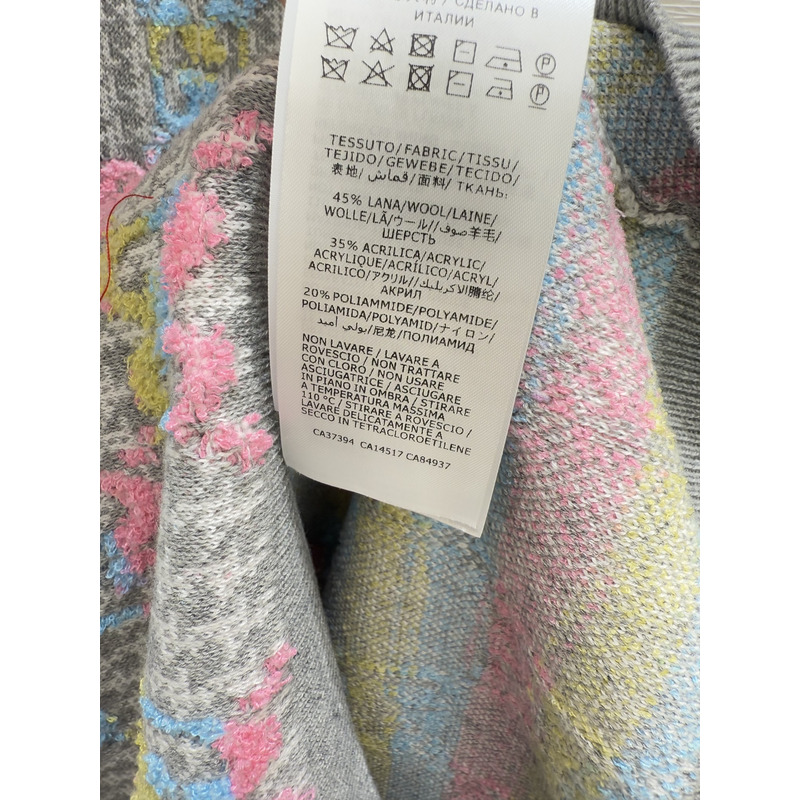 СДЕЛАНО В
ИТАЛИИ
P
P
TESSUTO/FABRIC/TISSU/
TEJIDO/GEWEBE/TECIDO/
表地/قماش/面料/ТКАНЬ:
45% LANA/WOOL/LAINE/
WOLLE/LÃ/ウール/صوف/羊毛/
ШЕРСТЬ
35% ACRILICA/ACRYLIC/
ACRYLIQUE/ACRÍLICO/ACRYL/
ACRILICO/アクリル/الاكريليك/腈纶/
АКРИЛ
20% POLIAMMIDE/POLYAMIDE/
POLIAMIDA/POLYAMID/ナイロン/
بولي أميد/尼龙/ПОЛИАМИД
NON LAVARE / LAVARE A
ROVESCIO / NON TRATTARE
CON CLORO / NON USARE
ASCIUGATRICE / ASCIUGARE
IN PIANO IN OMBRA / STIRARE
A TEMPERATURA MASSIMA
110 °C / STIRARE A ROVESCIO /
LAVARE DELICATAMENTE A
SECCO IN TETRACLOROETILENE
CA37394 CA14517 CA84937